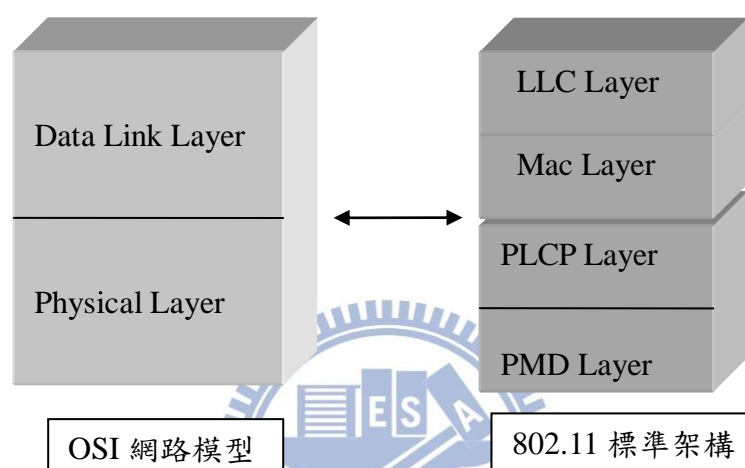 Data Link Layer
Physical Layer
OSI 網路模型
LLC Layer
Mac Layer
PLCP Layer
PMD Layer
802.11 標準架構
E S A